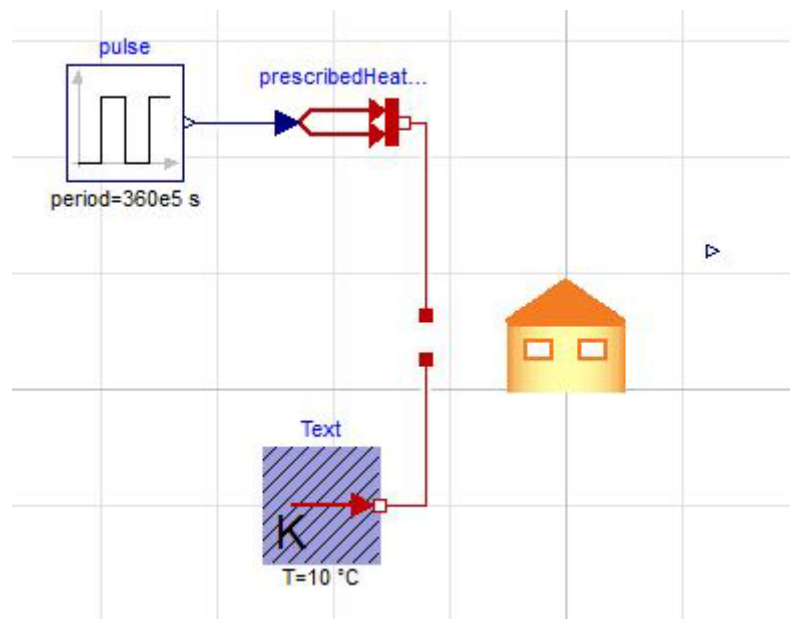 pulse
prescribedHeat...
period=360e5 s
Text
K
T=10 °C